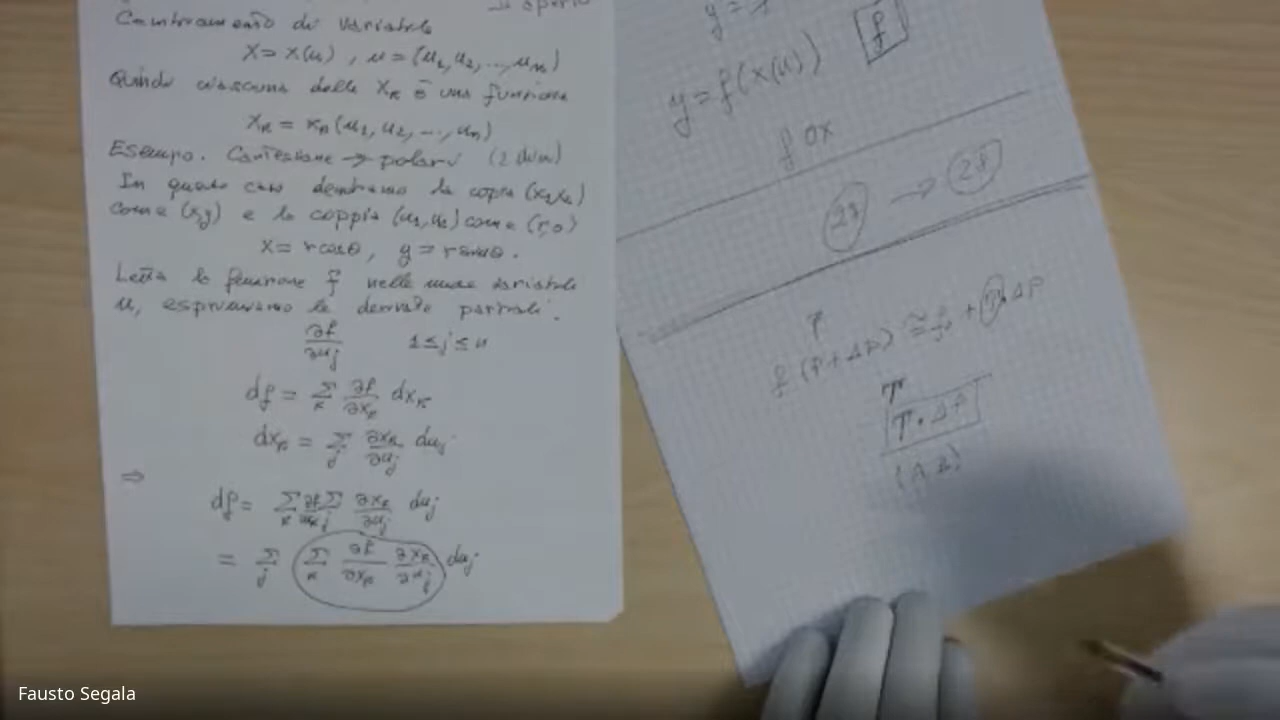 Cambiamento di variabile
x = x(u) , u = (u₁, u₂, ..., uₙ)
Quindi ciascuna delle xₖ è una funzione
xₖ = xₖ(u₁, u₂, ..., uₙ)
Esempio. Cartesiane → polari (2 dim)
In questo caso denotiamo la coppia (x₁, x₂)
come (x,y) e la coppia (u₁,u₂) come (r,θ)
x = r cosθ , y = r sinθ .
Letta la funzione f nelle nuove variabili
u, esprimiamo le derivate parziali :
∂f/∂uⱼ 1 ≤ j ≤ n
df = Σₖ ∂f/∂xₖ dxₖ
dxₖ = Σⱼ ∂xₖ/∂uⱼ duⱼ
⇒
df = Σₖ ∂f/∂xₖ Σⱼ ∂xₖ/∂uⱼ duⱼ
= Σⱼ Σₖ ∂f/∂xₖ ∂xₖ/∂uⱼ duⱼ
y =
y = f(x(u)) f
f o x
→
f (P + ΔP) ≅ + T • ΔP
T • ΔP
Fausto Segala